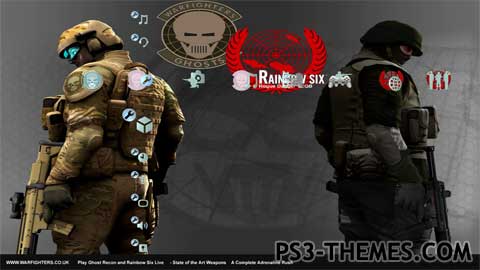 WARFIGHTERS
GHOSTS
RAINBOW SIX
WWW.WARFIGHTERS.CO.UK Play Ghost Recon and Rainbow Six Live - State of the Art Weapons A Complete Adrenaline Rush
PS3-THEMES.COM